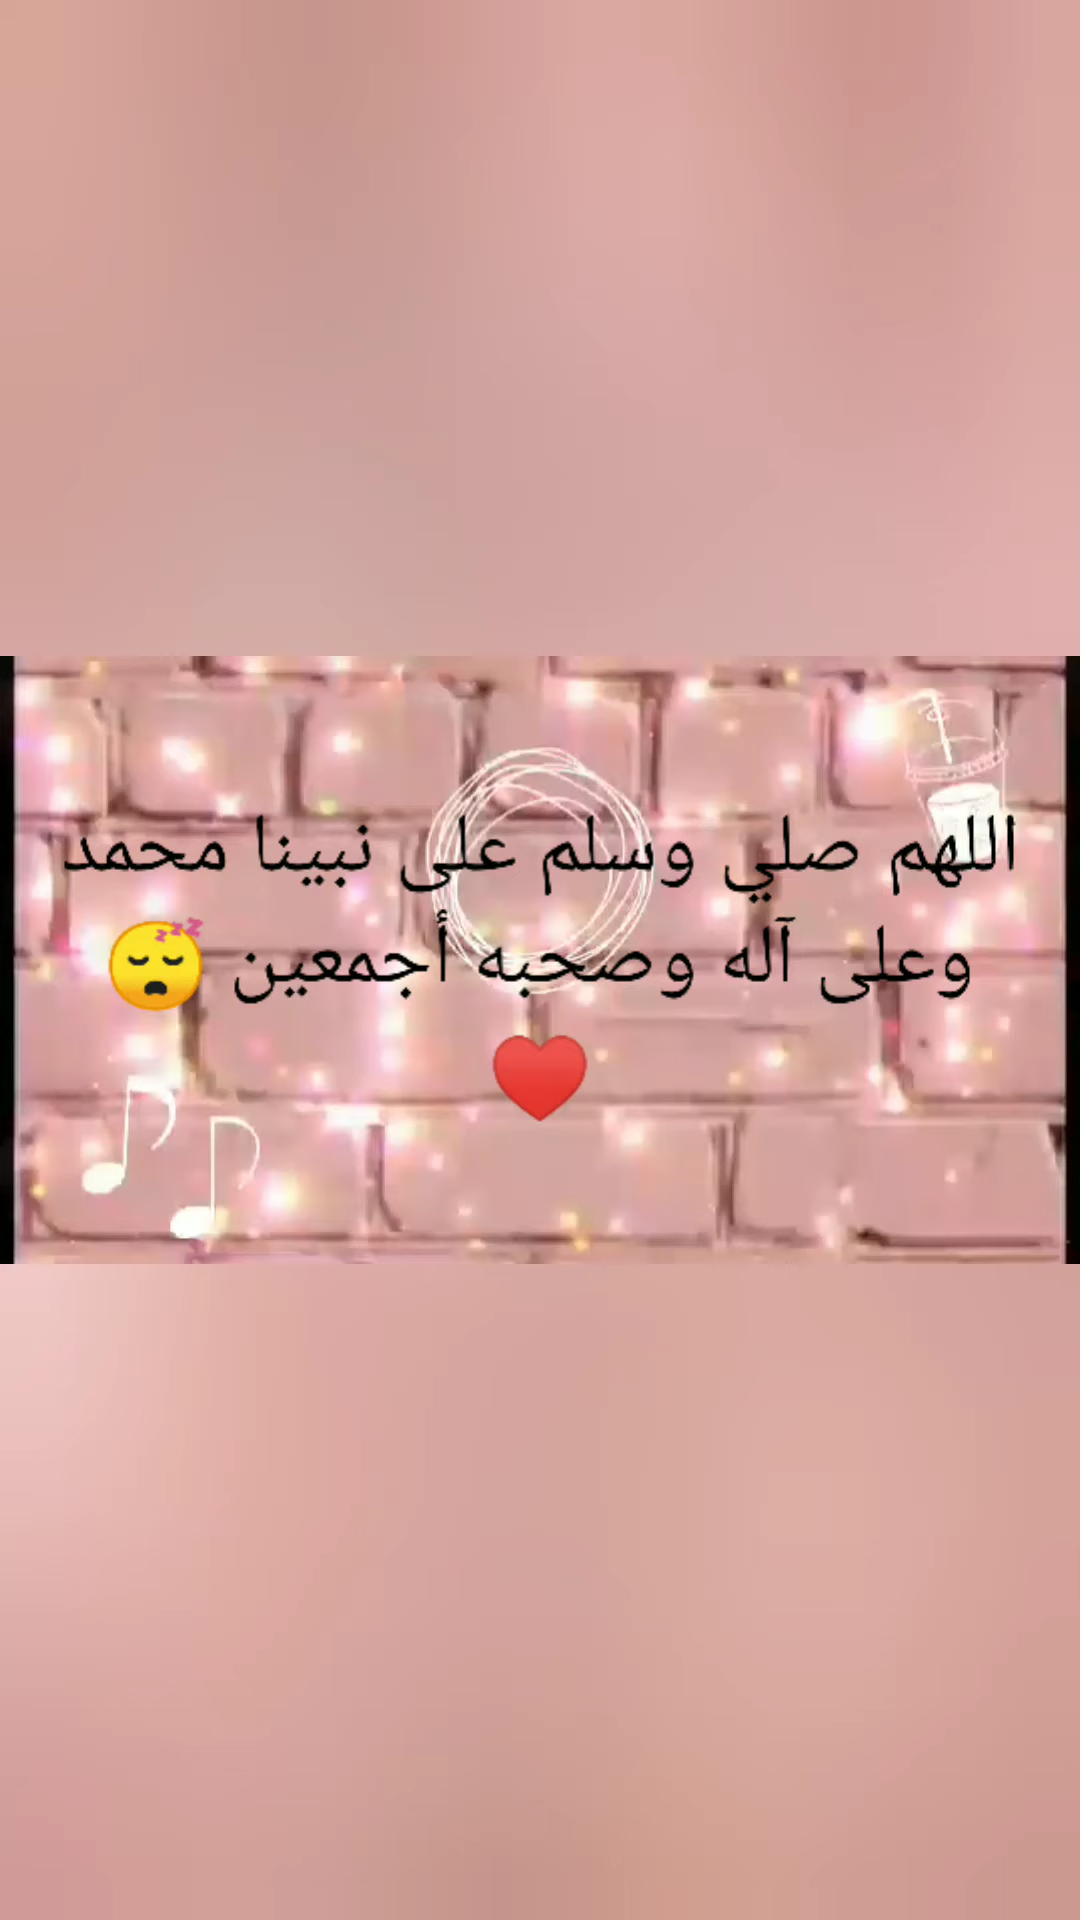 اللهم صلي وسلم على نبينا محمد
وعلى آله وصحبه أجمعين 😴
♥️